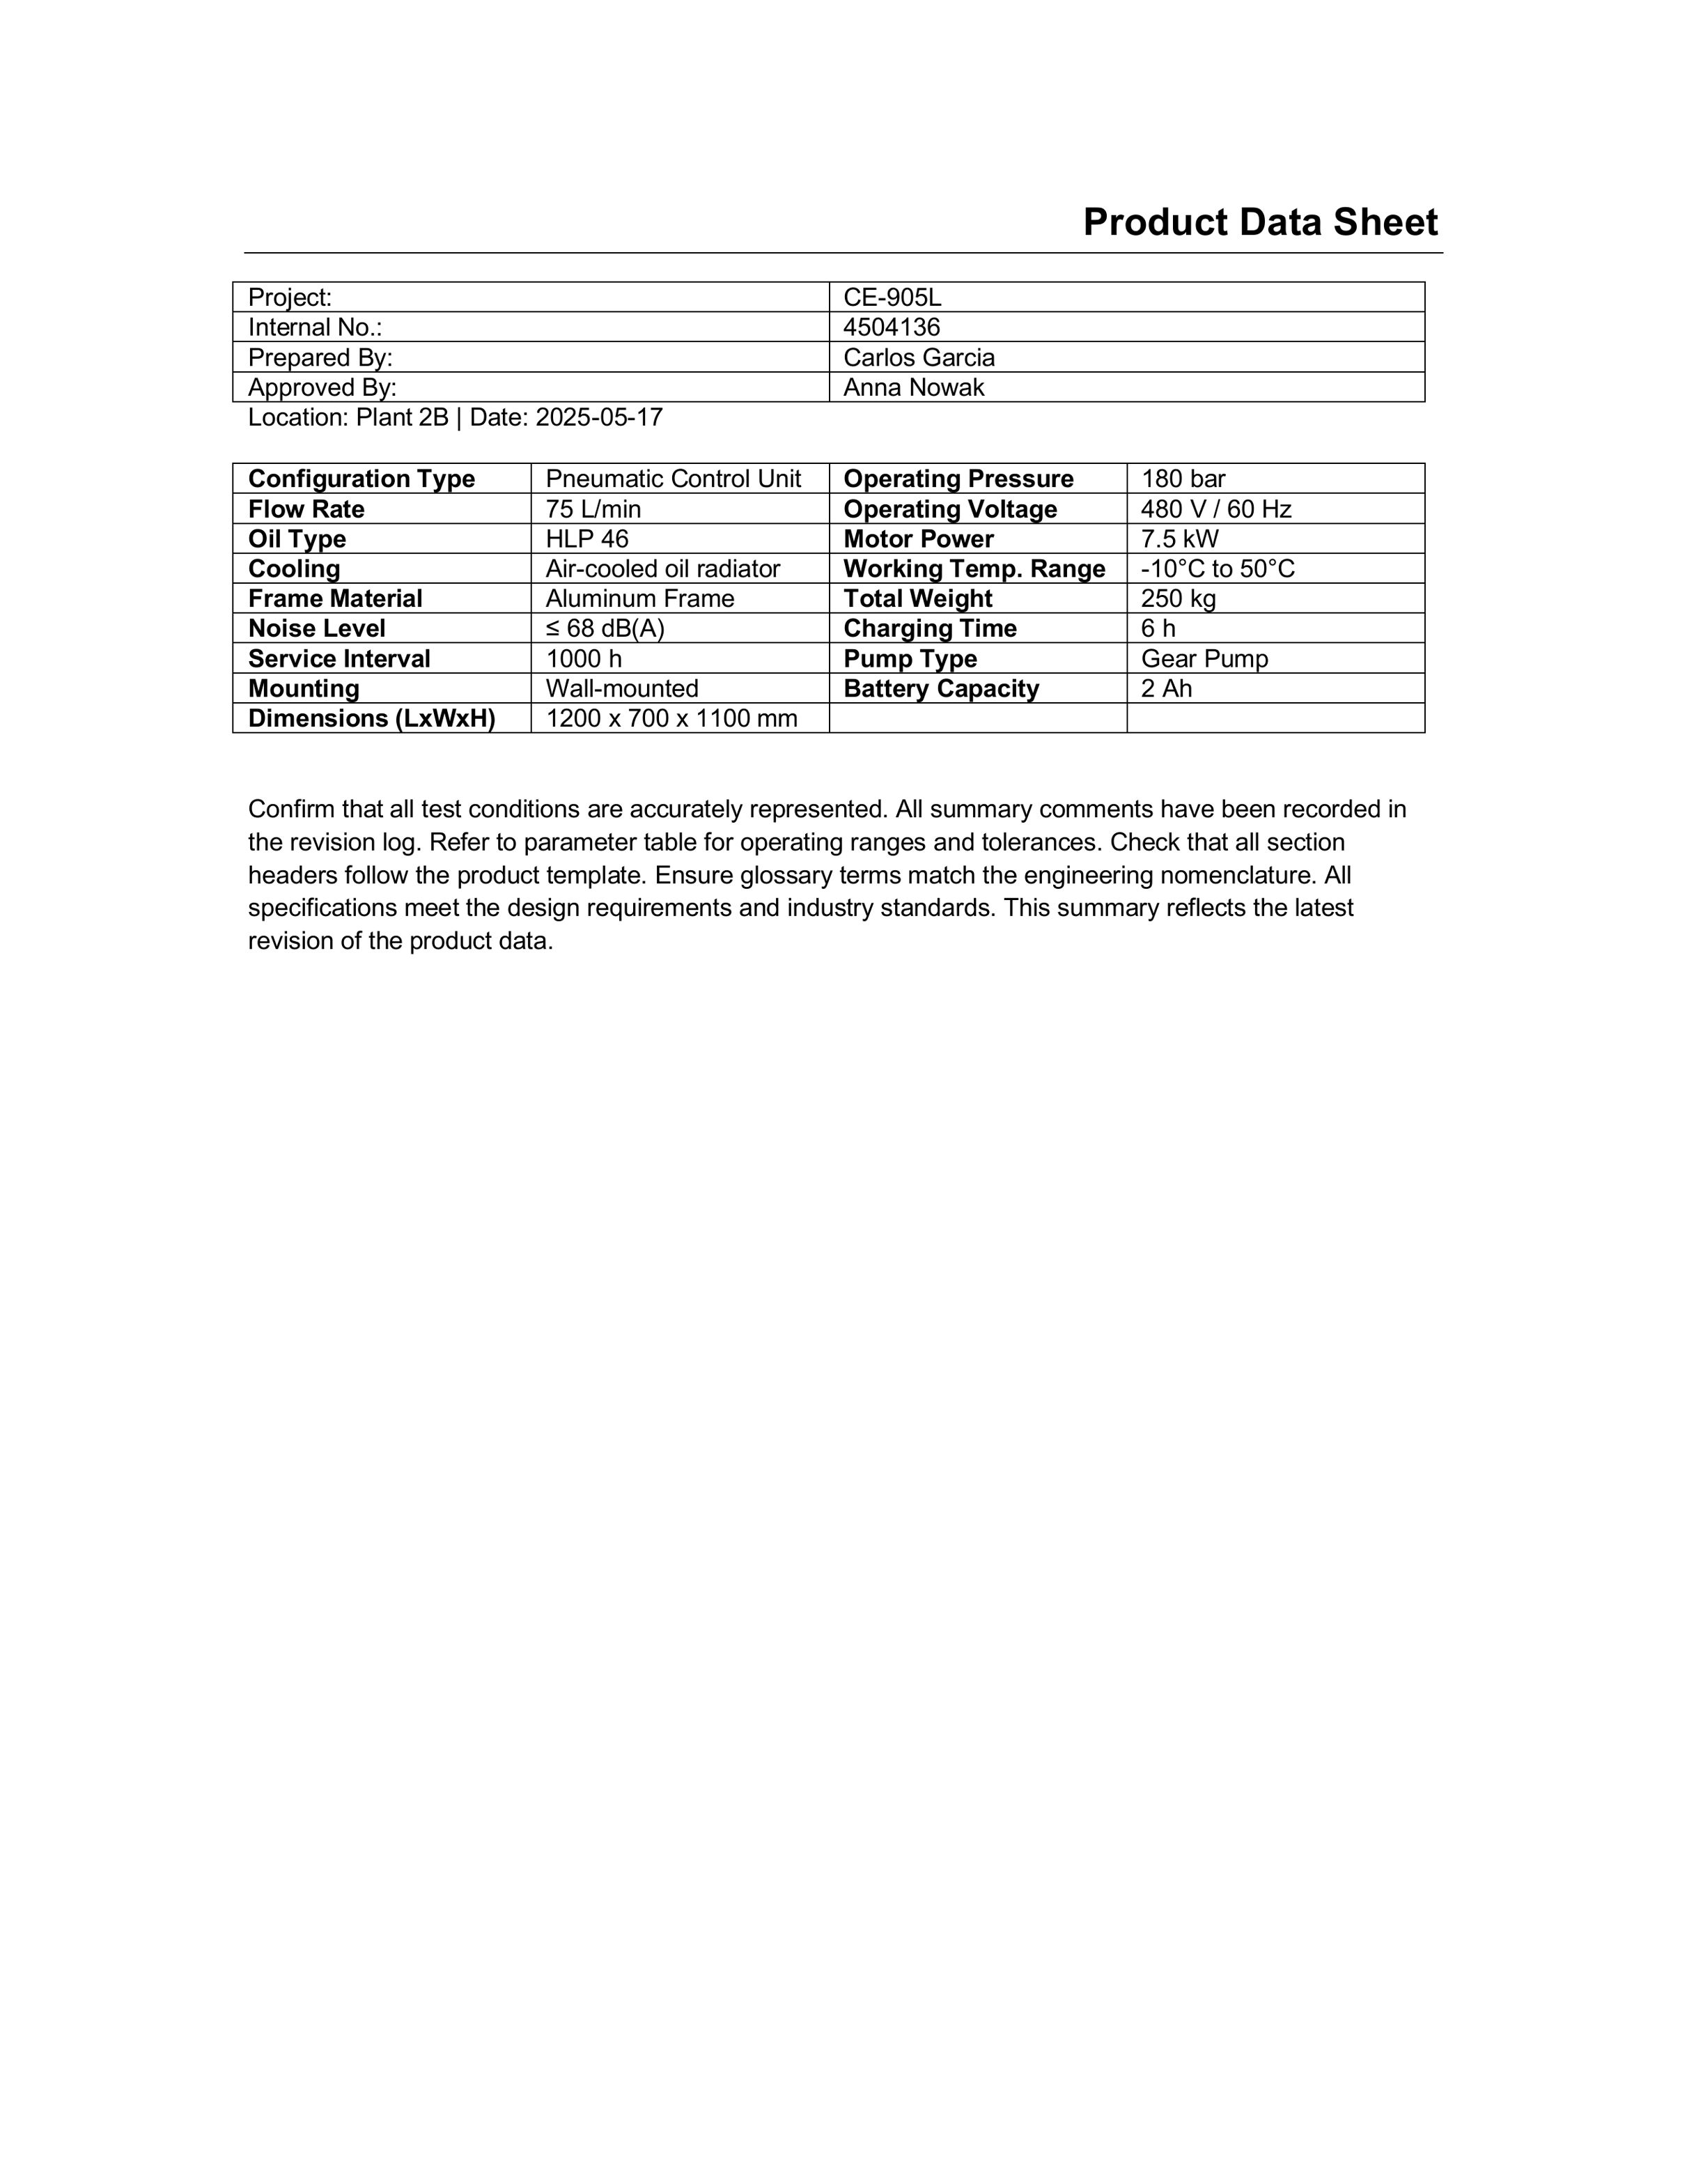 Product Data Sheet
Project: CE-905L
Internal No.: 4504136
Prepared By: Carlos Garcia
Approved By: Anna Nowak
Location: Plant 2B | Date: 2025-05-17
Configuration Type Pneumatic Control Unit Operating Pressure 180 bar
Flow Rate 75 L/min Operating Voltage 480 V / 60 Hz
Oil Type HLP 46 Motor Power 7.5 kW
Cooling Air-cooled oil radiator Working Temp. Range -10°C to 50°C
Frame Material Aluminum Frame Total Weight 250 kg
Noise Level ≤ 68 dB(A) Charging Time 6 h
Service Interval 1000 h Pump Type Gear Pump
Mounting Wall-mounted Battery Capacity 2 Ah
Dimensions (LxWxH) 1200 x 700 x 1100 mm
Confirm that all test conditions are accurately represented. All summary comments have been recorded in
the revision log. Refer to parameter table for operating ranges and tolerances. Check that all section
headers follow the product template. Ensure glossary terms match the engineering nomenclature. All
specifications meet the design requirements and industry standards. This summary reflects the latest
revision of the product data.